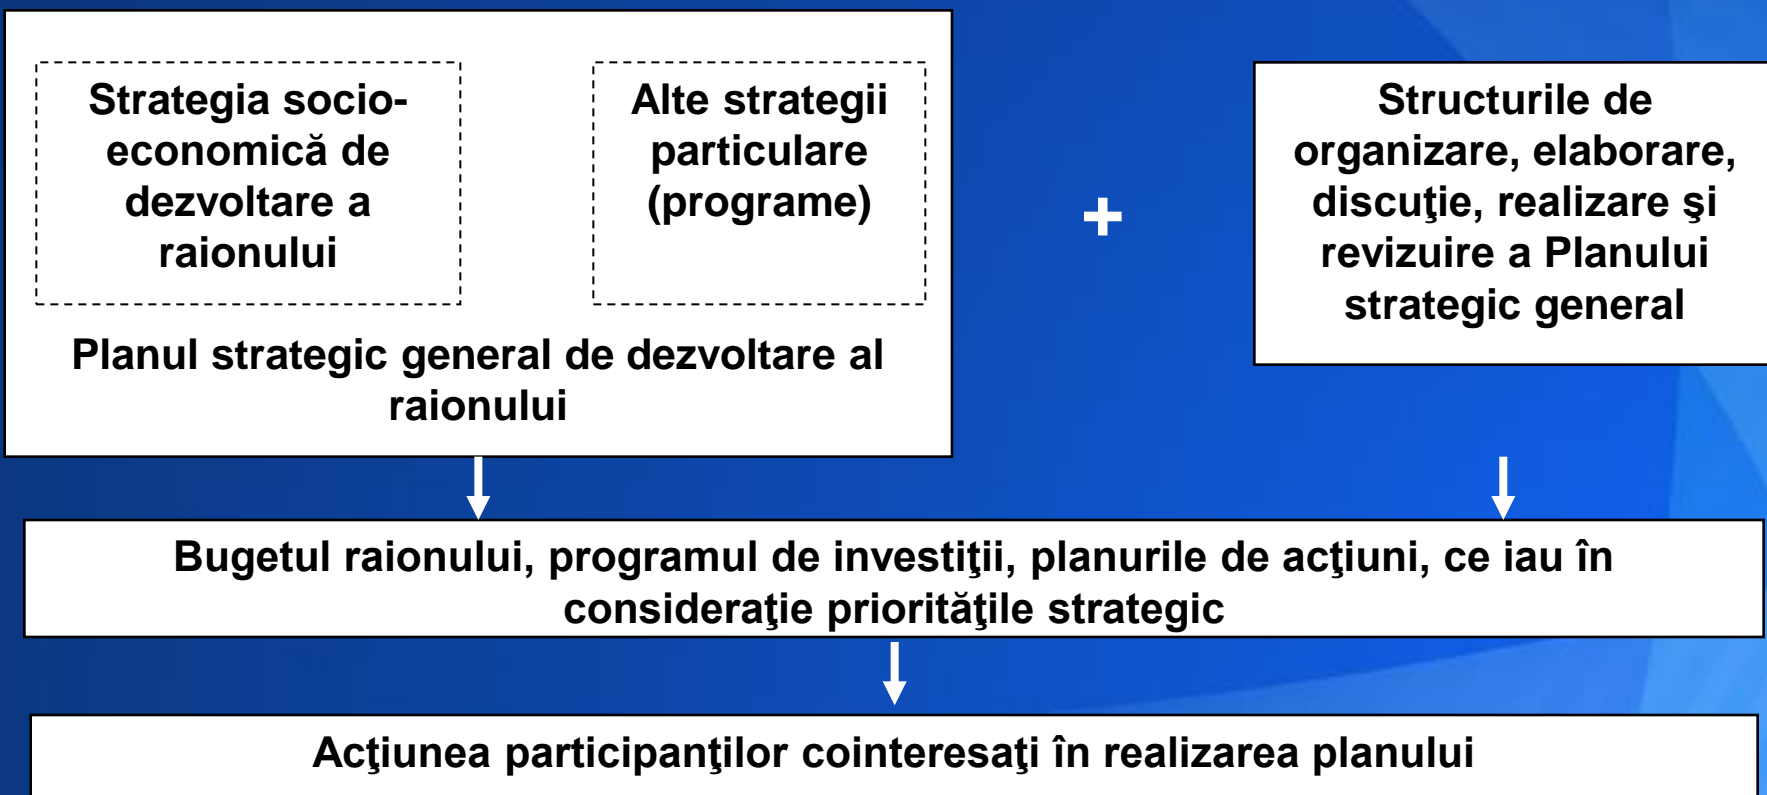 Strategia socio-
economică de
dezvoltare a
raionului
Alte strategii
particulare
(programe)
Planul strategic general de dezvoltare al
raionului
+
Structurile de
organizare, elaborare,
discuţie, realizare şi
revizuire a Planului
strategic general
Bugetul raionului, programul de investiţii, planurile de acţiuni, ce iau în
consideraţie priorităţile strategic
Acţiunea participanţilor cointeresaţi în realizarea planului